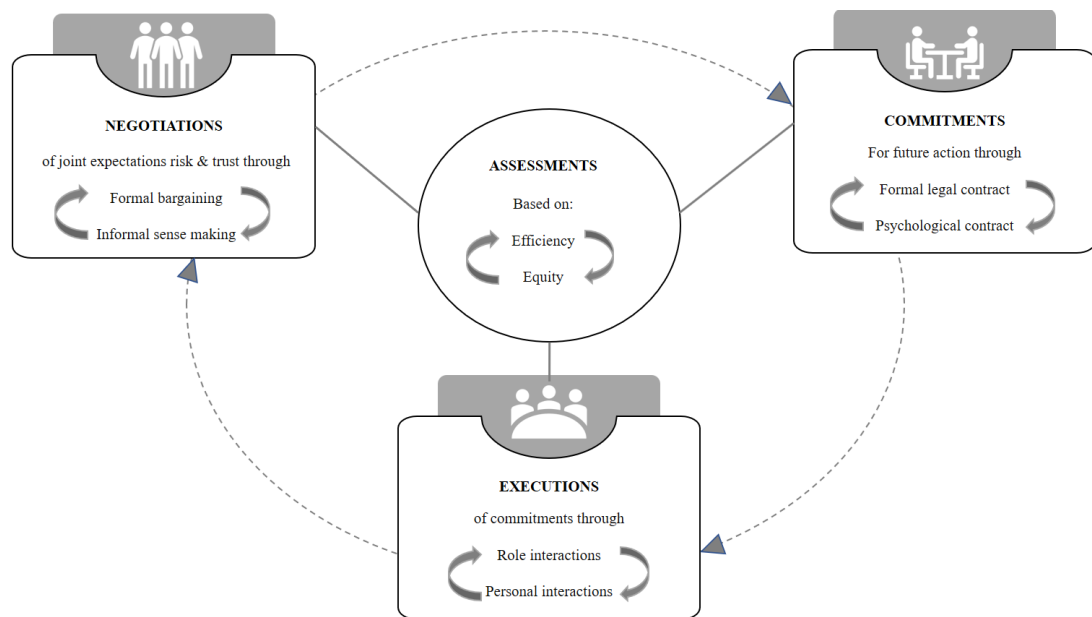 NEGOTIATIONS
of joint expectations risk & trust through
Formal bargaining
Informal sense making
ASSESSMENTS
Based on:
Efficiency
Equity
COMMITMENTS
For future action through
Formal legal contract
Psychological contract
EXECUTIONS
of commitments through
Role interactions
Personal interactions